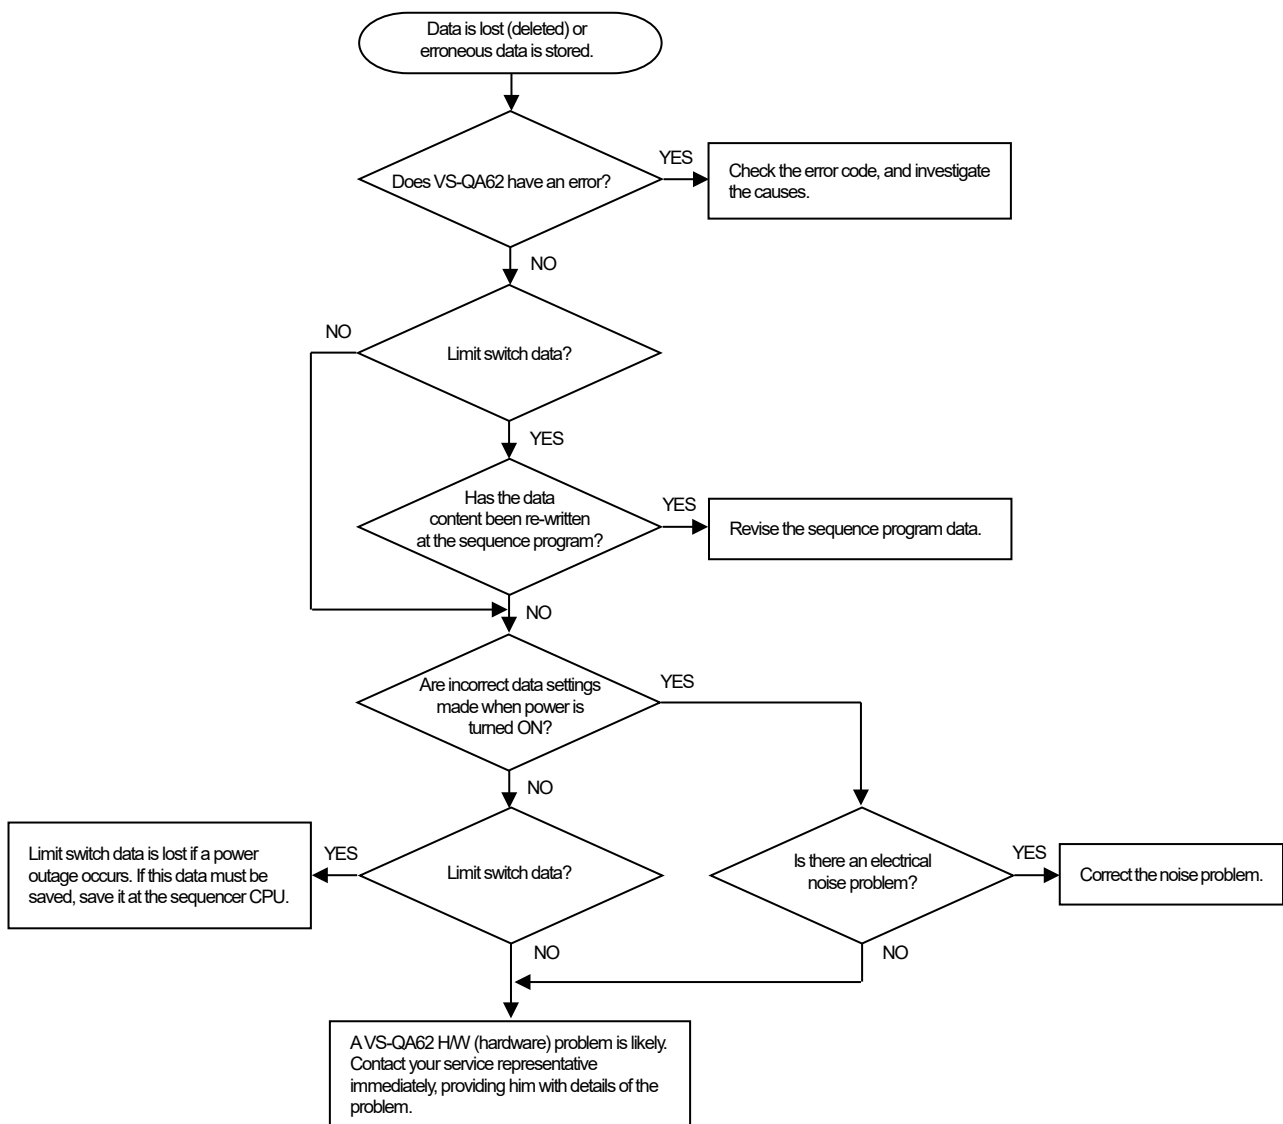 Data is lost (deleted) or
erroneous data is stored.
Does VS-QA62 have an error?
YES
Check the error code, and investigate
the causes.
NO
Limit switch data?
NO
YES
Has the data
content been re-written
at the sequence program?
YES
Revise the sequence program data.
NO
Are incorrect data settings
made when power is
turned ON?
YES
NO
Limit switch data?
YES
Limit switch data is lost if a power
outage occurs. If this data must be
saved, save it at the sequencer CPU.
Is there an electrical
noise problem?
YES
Correct the noise problem.
NO
NO
A VS-QA62 H/W (hardware) problem is likely.
Contact your service representative
immediately, providing him with details of the
problem.